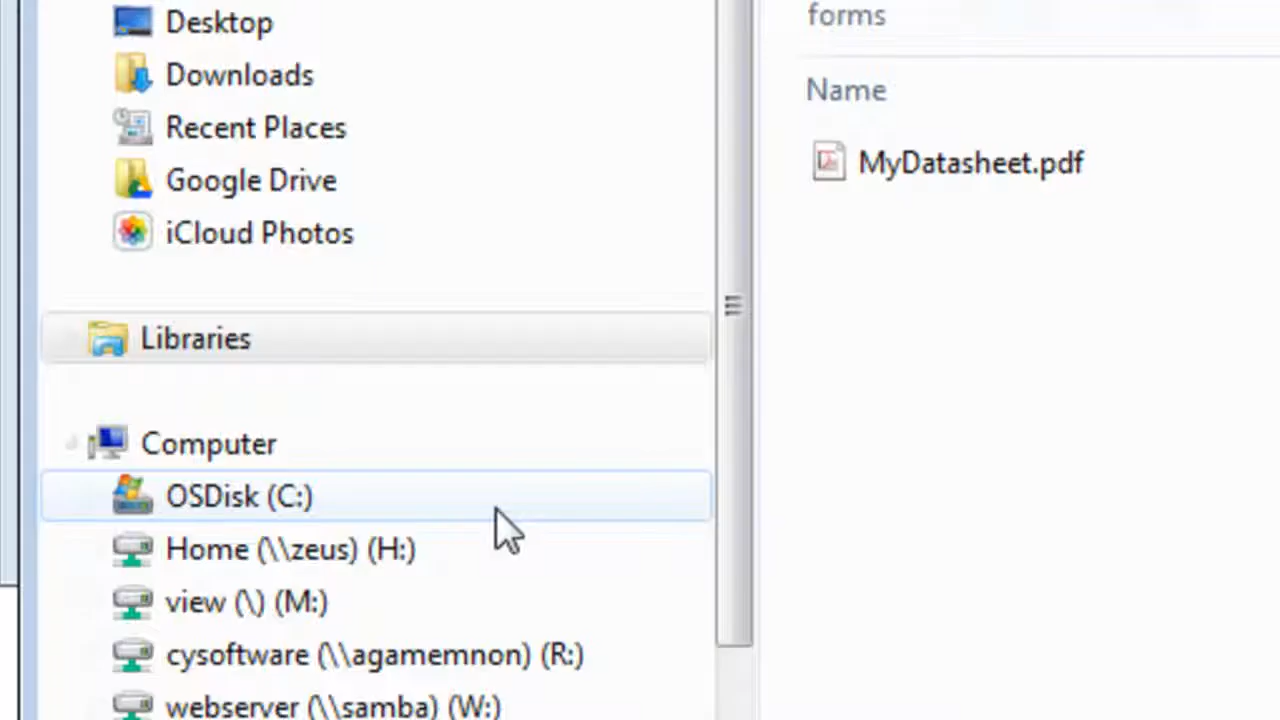 Desktop
Downloads
Recent Places
Google Drive
iCloud Photos
Libraries
Computer
OSDisk (C:)
Home (\\zeus) (H:)
view (\) (M:)
cysoftware (\\agamemnon) (R:)
webserver (\\samba) (W:)
forms
Name
MyDatasheet.pdf